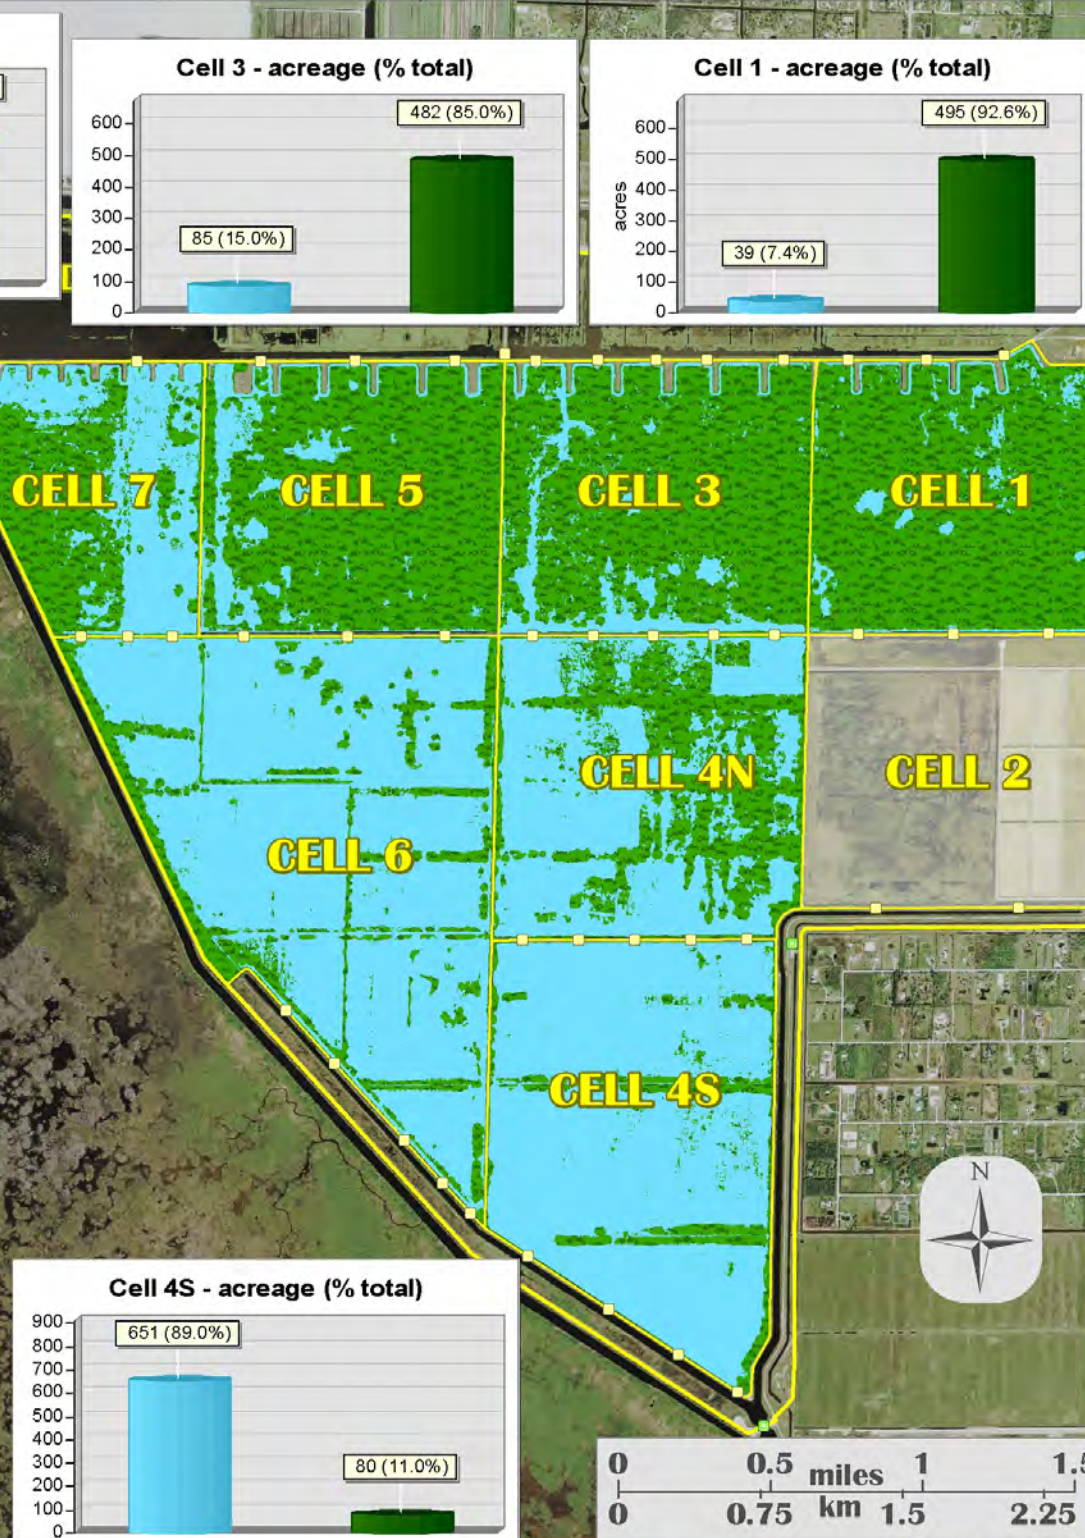 Cell 3 - acreage (% total)
600
500
400
300
200
100
0
85 (15.0%)
482 (85.0%)
Cell 1 - acreage (% total)
acres
600
500
400
300
200
100
0
39 (7.4%)
495 (92.6%)
CELL 7
CELL 5
CELL 3
CELL 1
CELL 4N
CELL 2
CELL 6
CELL 4S
N
Cell 4S - acreage (% total)
900
800
700
600
500
400
300
200
100
0
651 (89.0%)
80 (11.0%)
0 0.5 miles 1 1.5
0 0.75 km 1.5 2.25